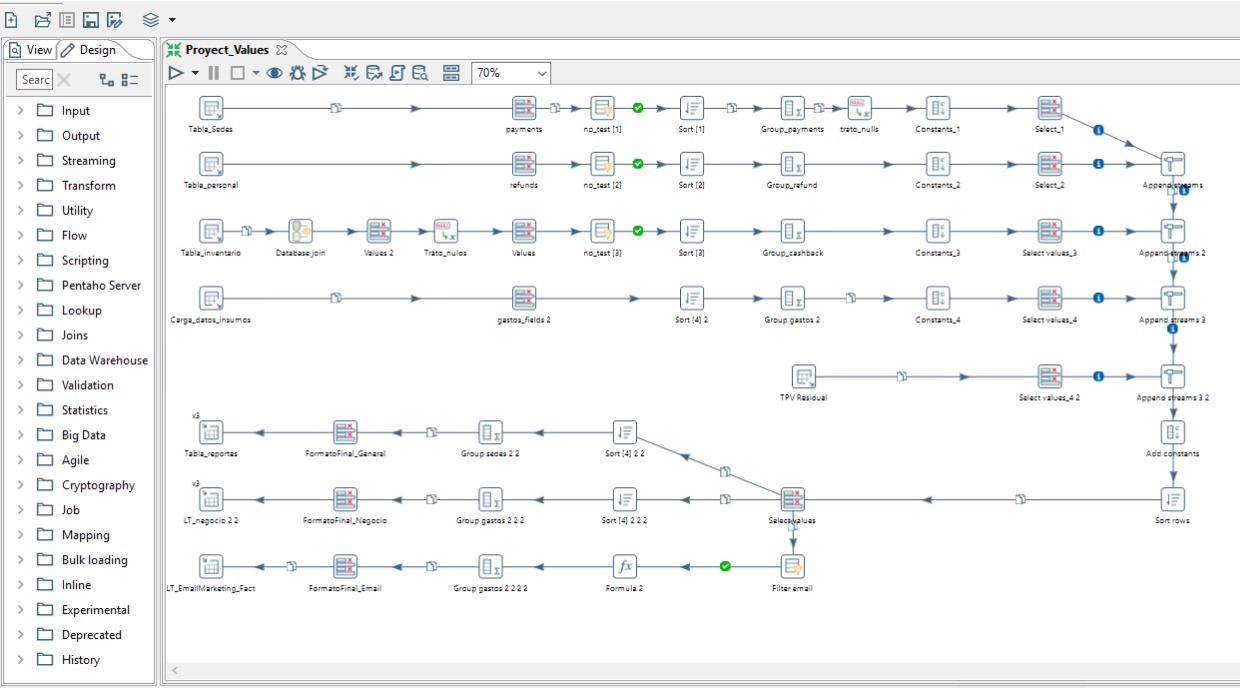 View
Design
Proyect_Values
Searc
70%
Input
Output
Streaming
Transform
Utility
Flow
Scripting
Pentaho Server
Lookup
Joins
Data Warehouse
Validation
Statistics
Big Data
Agile
Cryptography
Job
Mapping
Bulk loading
Inline
Experimental
Deprecated
History
Tabla_Sedes
payments
no_test [1]
Sort [1]
Group_payments
trato_nulls
Constants_1
Select_1
Tabla_personal
refunds
no_test [2]
Sort [2]
Group_refund
Constants_2
Select_2
Append streams
Tabla_inventario
Database join
Values 2
Trato_nulos
Values
no_test [3]
Sort [3]
Group_cashback
Constants_3
Select values_3
Append streams 2
Carga_datos_insumos
gastos_fields 2
Sort [4] 2
Group gastos 2
Constants_4
Select values_4
Append streams 3
TPV Residual
Select values_4 2
Append streams 3 2
x3
Tabla_reportes
FormatoFinal_General
Group sedes 2 2
Sort [4] 2 2
Add constants
x3
LT_negocio 2 2
FormatoFinal_Negocio
Group gastos 2 2 2
Sort [4] 2 2 2
Select values
Sort rows
LT_EmailMarketing_Fact
FormatoFinal_Email
Group gastos 2 2 2 2
fx
Formula 2
Filter email